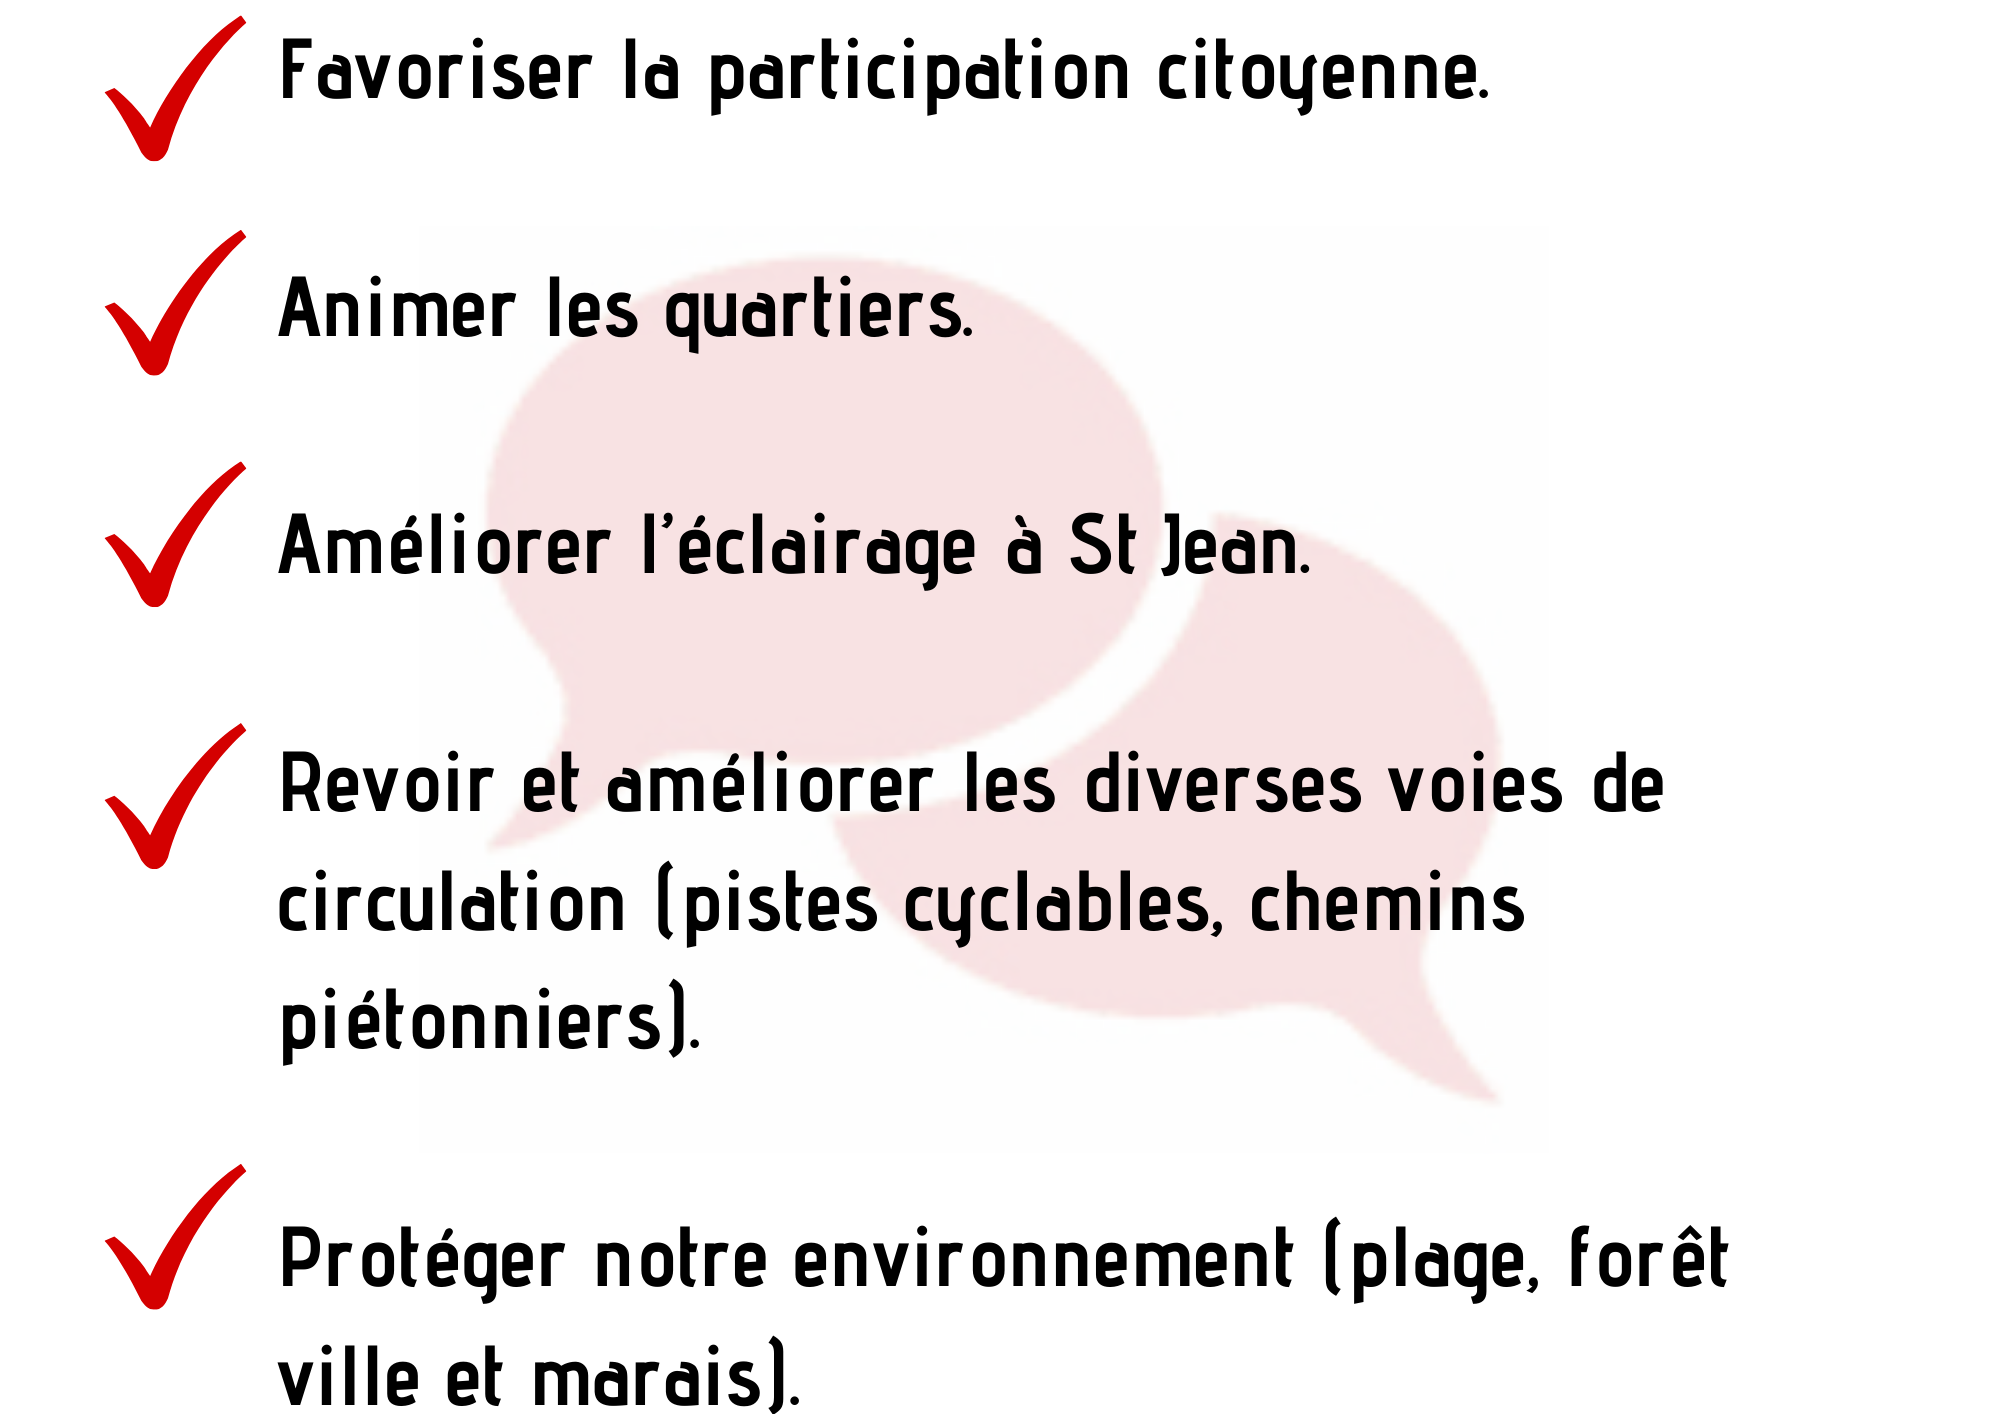 Favoriser la participation citoyenne.
Animer les quartiers.
Améliorer l'éclairage à St Jean.
Revoir et améliorer les diverses voies de
circulation (pistes cyclables, chemins
piétonniers).
Protéger notre environnement (plage, forêt
ville et marais).